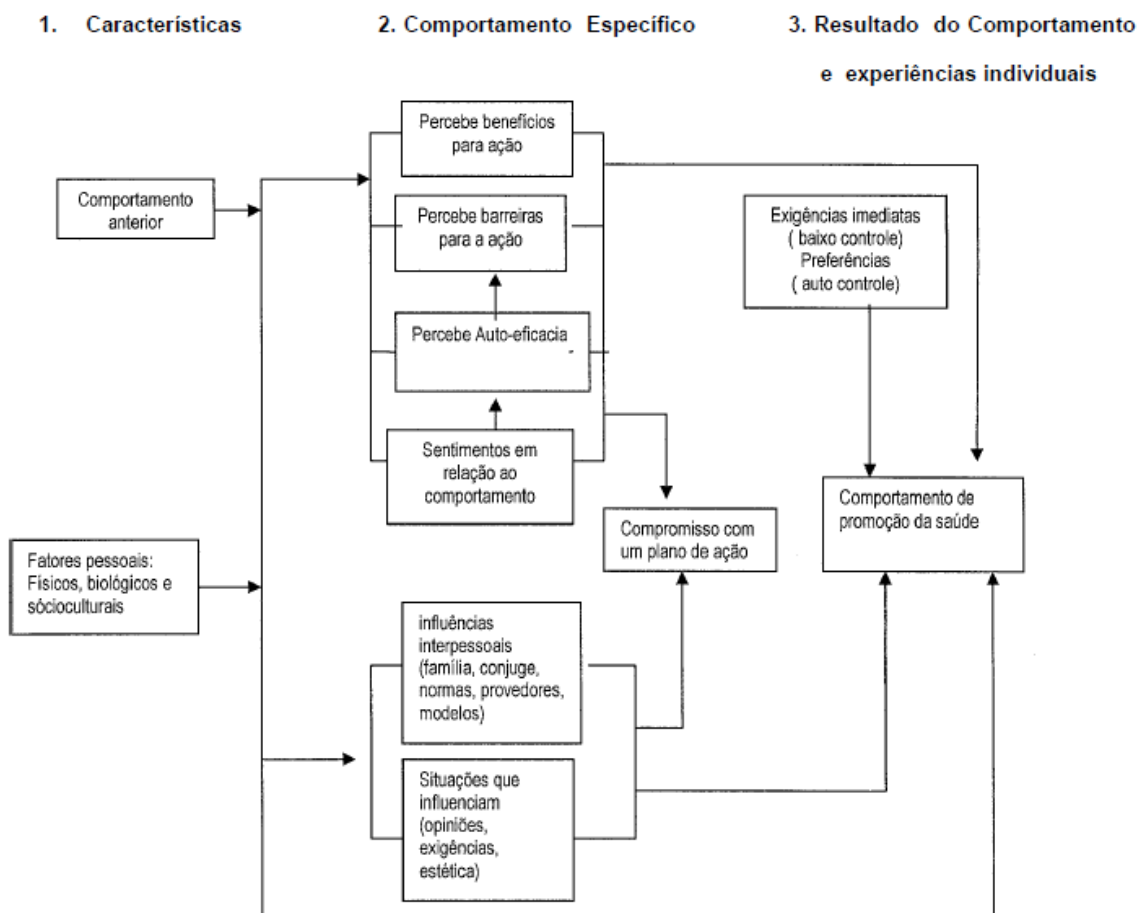 1. Características
2. Comportamento Específico
3. Resultado do Comportamento
e experiências individuais
Percebe benefícios
para ação
Comportamento
anterior
Percebe barreiras
para a ação
Exigências imediatas
( baixo controle)
Preferências
( auto controle)
Percebe Auto-eficacia
Sentimentos em
relação ao
comportamento
Compromisso com
um plano de ação
Comportamento de
promoção da saúde
Fatores pessoais:
Físicos, biológicos e
sócioculturais
influências
interpessoais
(família, conjuge,
normas, provedores,
modelos)
Situações que
influenciam
(opiniões,
exigências,
estética)